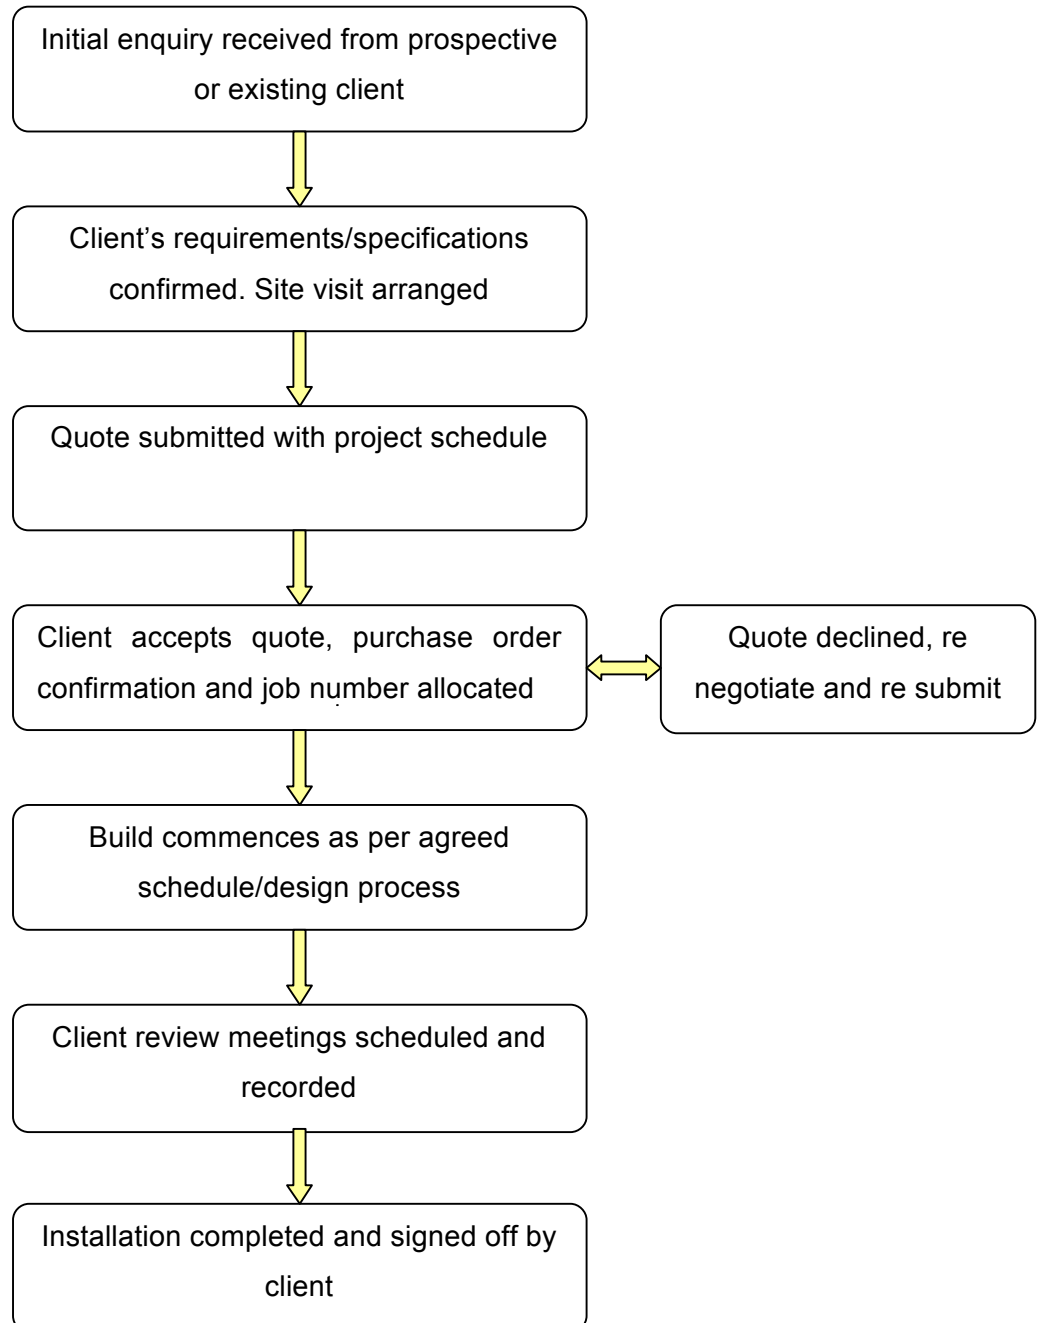 Initial enquiry received from prospective
or existing client
Client’s requirements/specifications
confirmed. Site visit arranged
Quote submitted with project schedule
Client accepts quote, purchase order
confirmation and job number allocated
Quote declined, re
negotiate and re submit
Build commences as per agreed
schedule/design process
Client review meetings scheduled and
recorded
Installation completed and signed off by
client